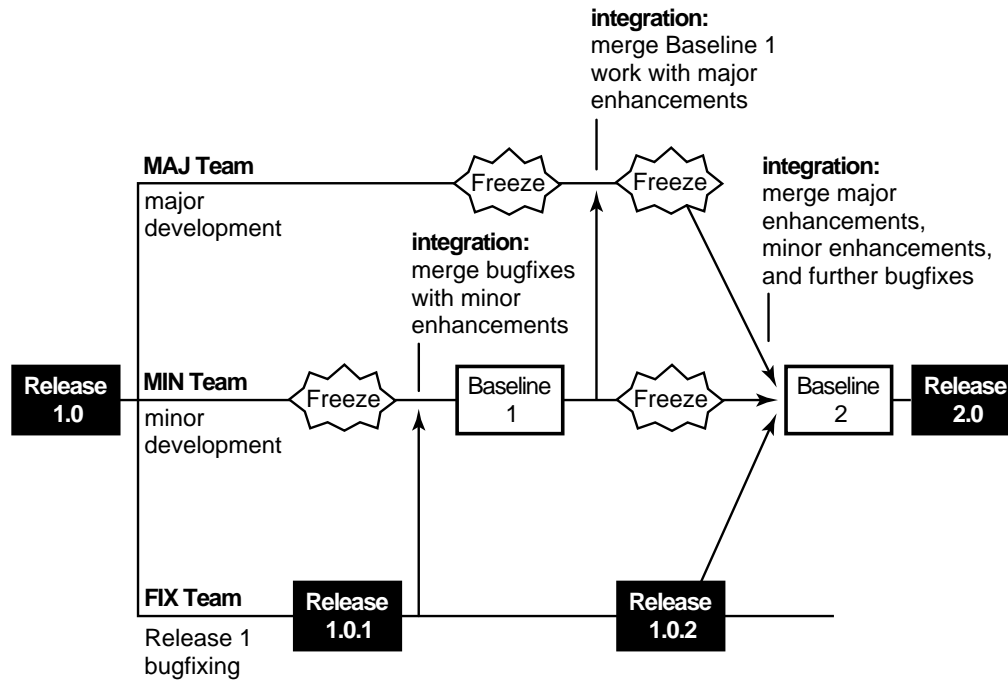 integration:
merge Baseline 1
work with major
enhancements
MAJ Team
major
development
Freeze
Freeze
integration:
merge major
enhancements,
minor enhancements,
and further bugfixes
integration:
merge bugfixes
with minor
enhancements
Release
1.0
MIN Team
minor
development
Freeze
Baseline
1
Freeze
Baseline
2
Release
2.0
FIX Team
Release 1
bugfixing
Release
1.0.1
Release
1.0.2